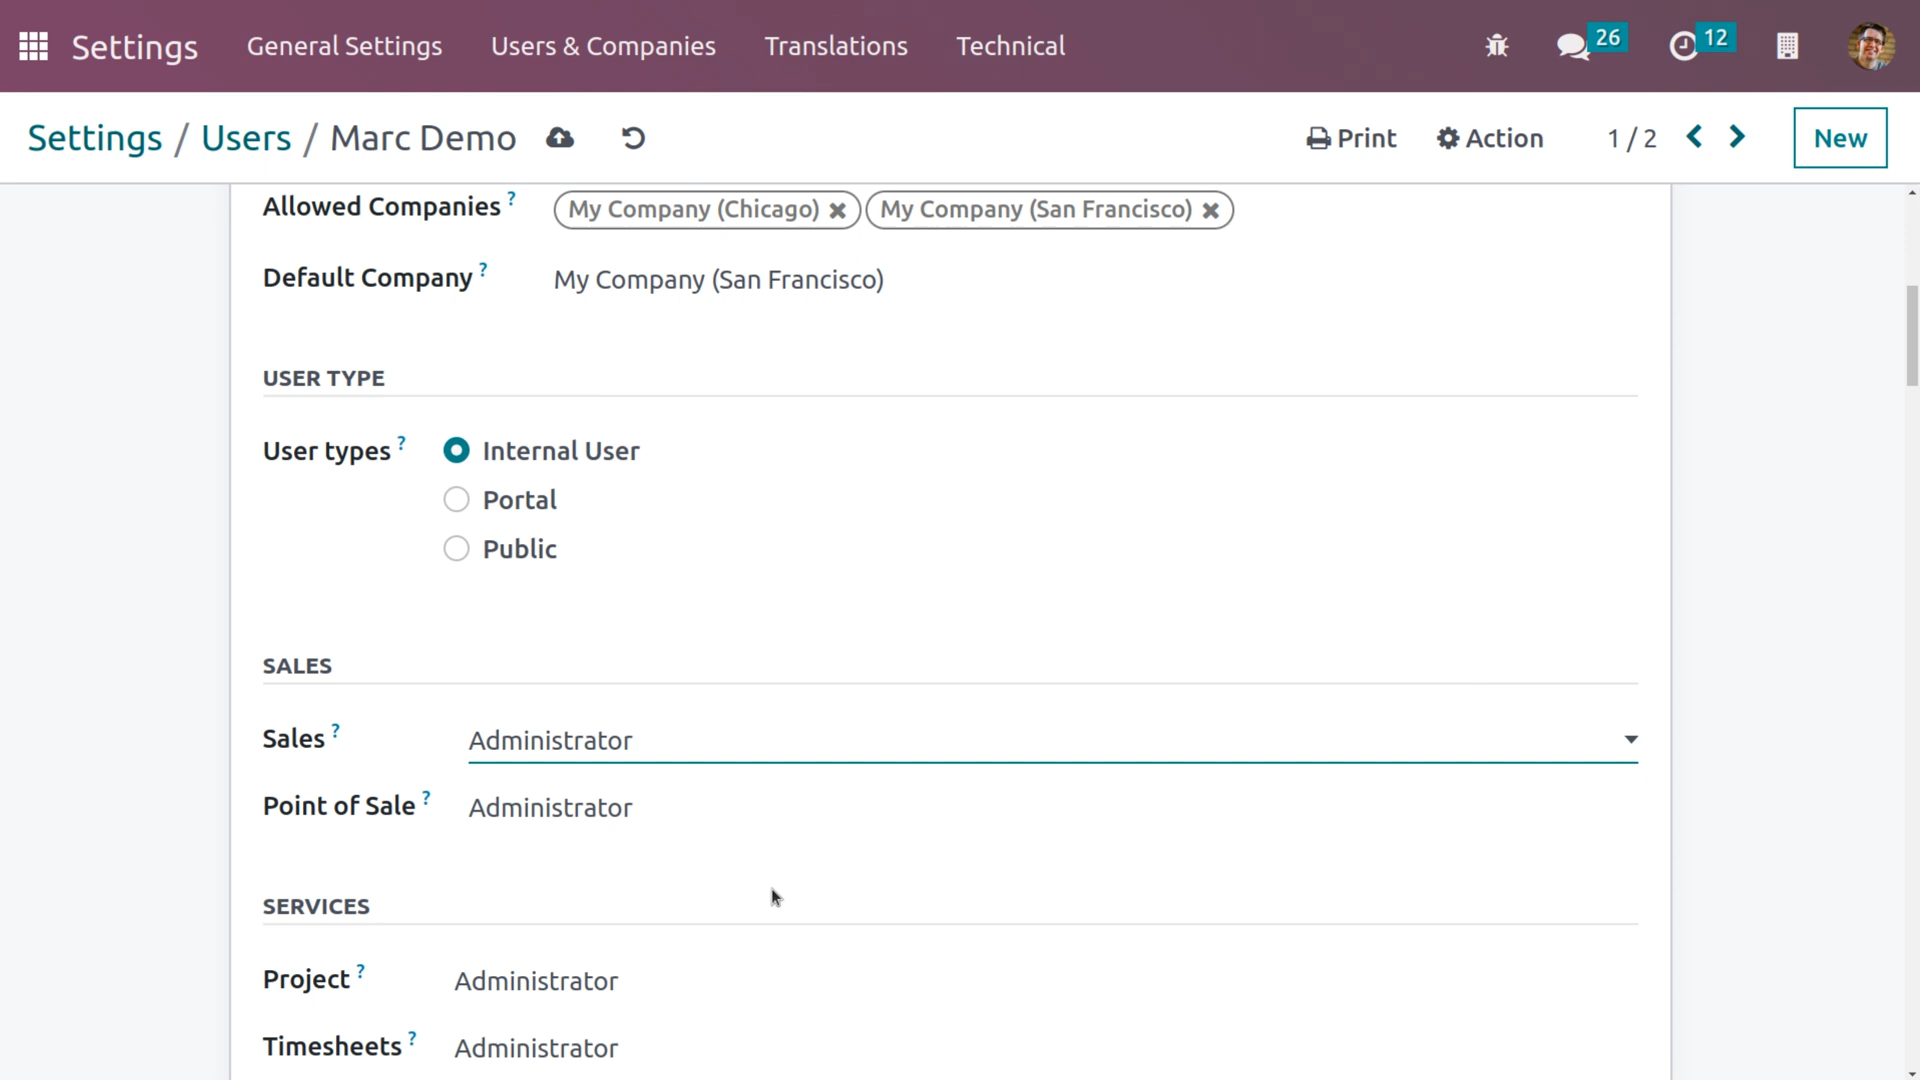 Settings General Settings Users & Companies Translations Technical 26 12
Settings / Users / Marc Demo Print Action 1 / 2 New
Allowed Companies ? My Company (Chicago) My Company (San Francisco)
Default Company ? My Company (San Francisco)
USER TYPE
User types ? Internal User
Portal
Public
SALES
Sales ? Administrator
Point of Sale ? Administrator
SERVICES
Project ? Administrator
Timesheets ? Administrator